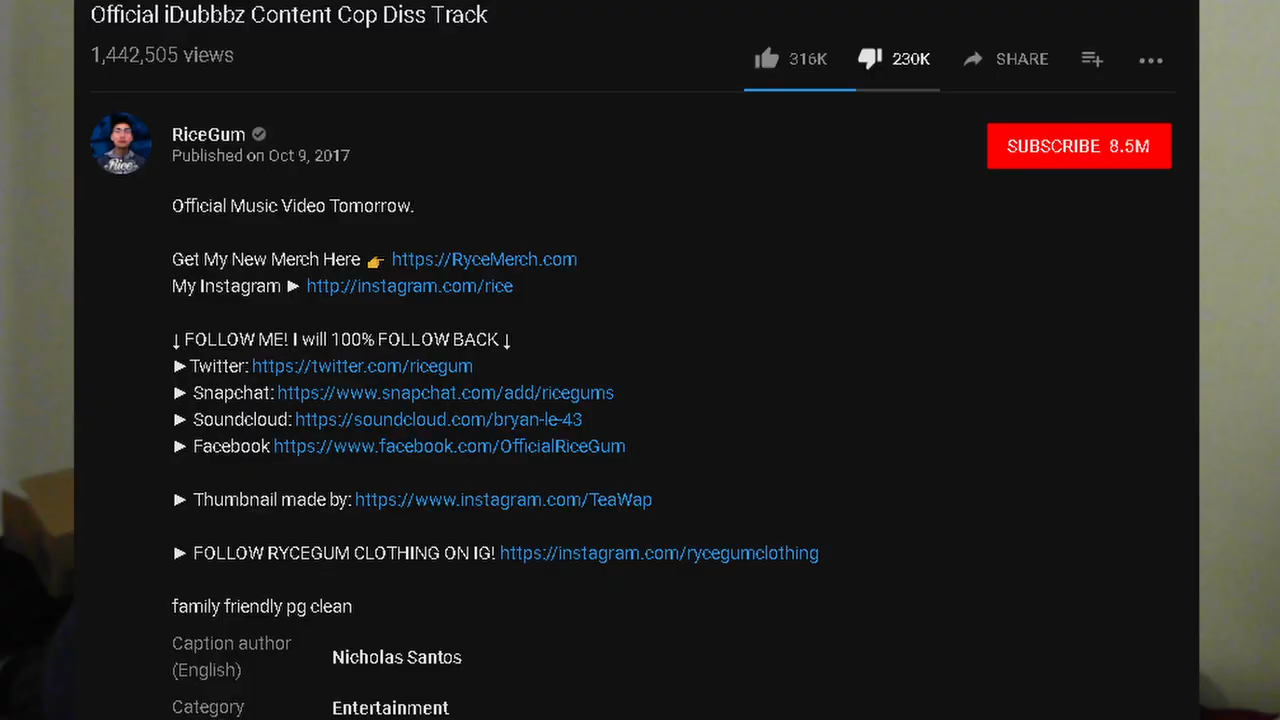 Official iDubbbz Content Cop Diss Track
1,442,505 views
316K 230K SHARE
RiceGum
Published on Oct 9, 2017
SUBSCRIBE 8.5M
Rice
Official Music Video Tomorrow.
Get My New Merch Here 👉 https://RyceMerch.com
My Instagram ► http://instagram.com/rice
↓ FOLLOW ME! I will 100% FOLLOW BACK ↓
► Twitter: https://twitter.com/ricegum
► Snapchat: https://www.snapchat.com/add/ricegums
► Soundcloud: https://soundcloud.com/bryan-le-43
► Facebook https://www.facebook.com/OfficialRiceGum
► Thumbnail made by: https://www.instagram.com/TeaWap
► FOLLOW RYCEGUM CLOTHING ON IG! https://instagram.com/rycegumclothing
family friendly pg clean
Caption author
(English)
Nicholas Santos
Category
Entertainment